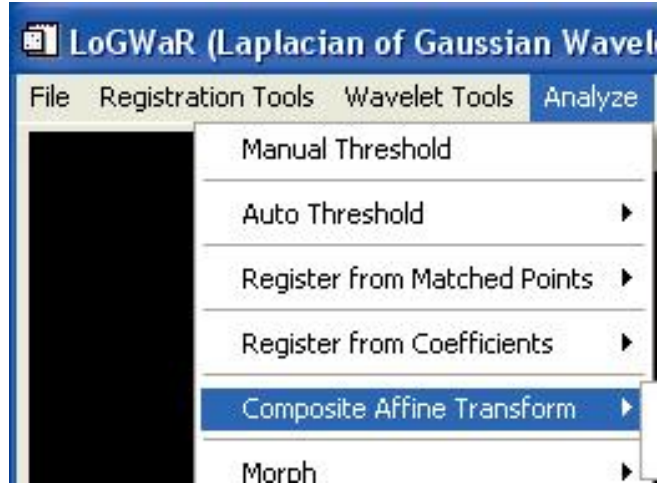 LoGWaR (Laplacian of Gaussian Wavel
File Registration Tools Wavelet Tools Analyze
Manual Threshold
Auto Threshold
Register from Matched Points
Register from Coefficients
Composite Affine Transform
Morph